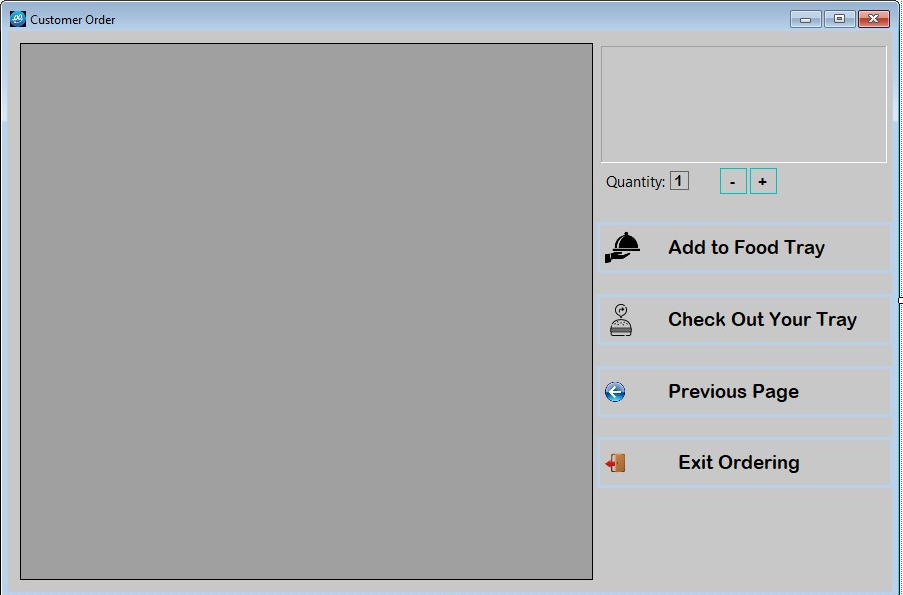 Customer Order
Quantity: 1 - +
Add to Food Tray
Check Out Your Tray
Previous Page
Exit Ordering